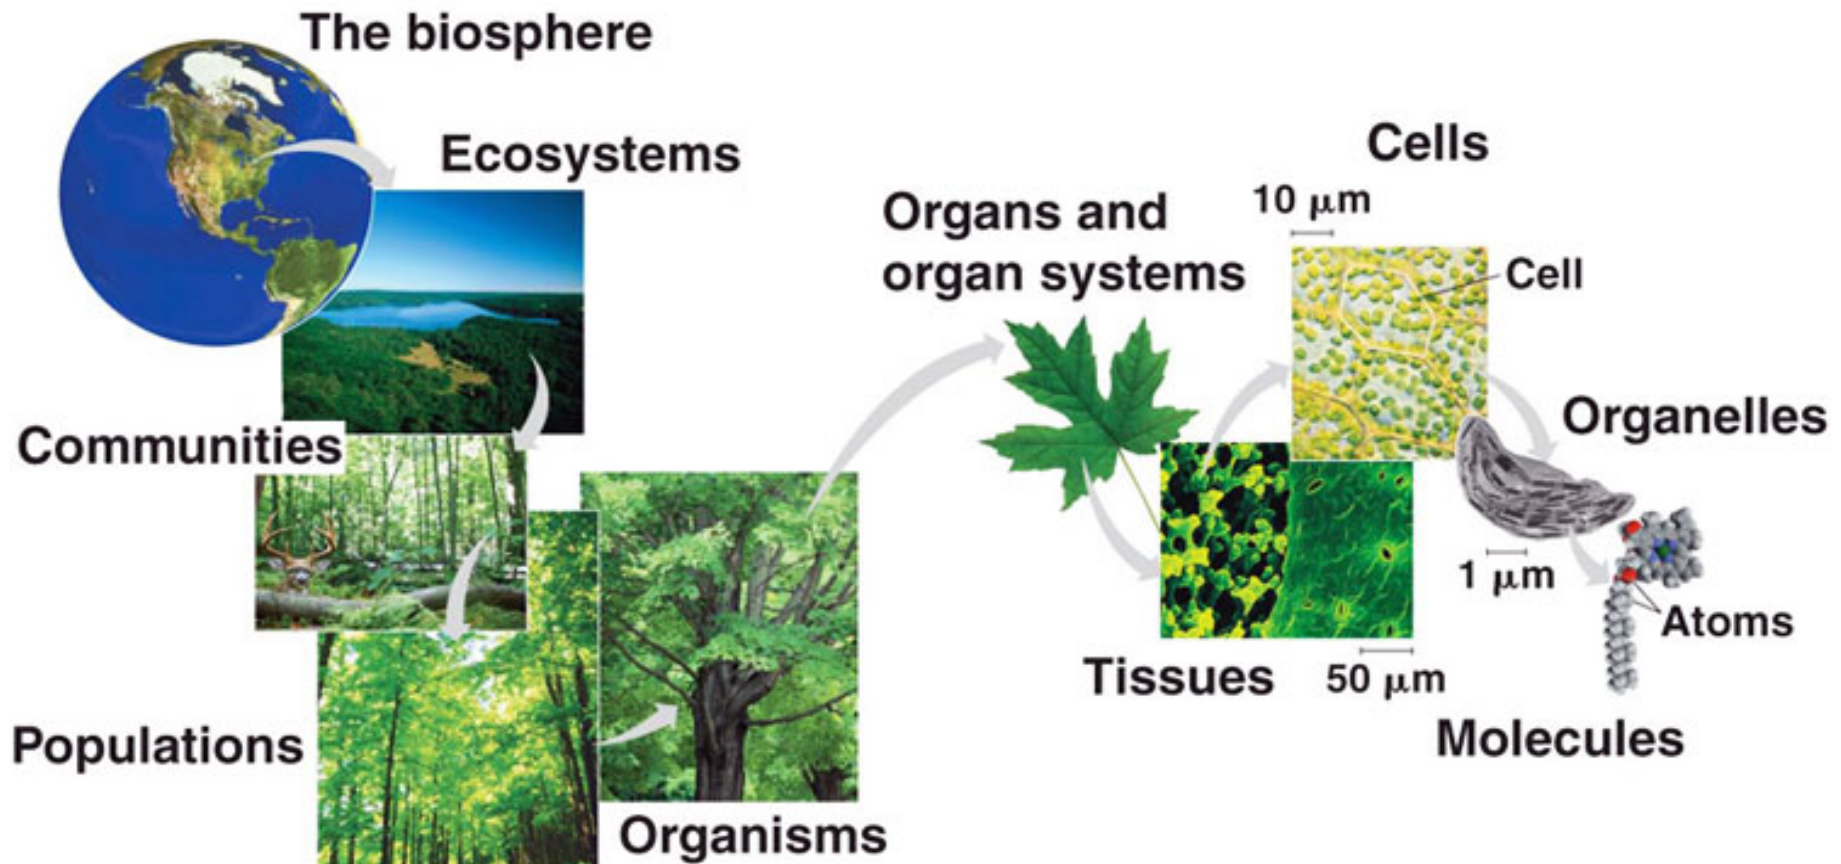 The biosphere
Ecosystems
Communities
Populations
Organisms
Organs and
organ systems
Tissues
50 μm
Cells
10 μm
Cell
Organelles
1 μm
Atoms
Molecules